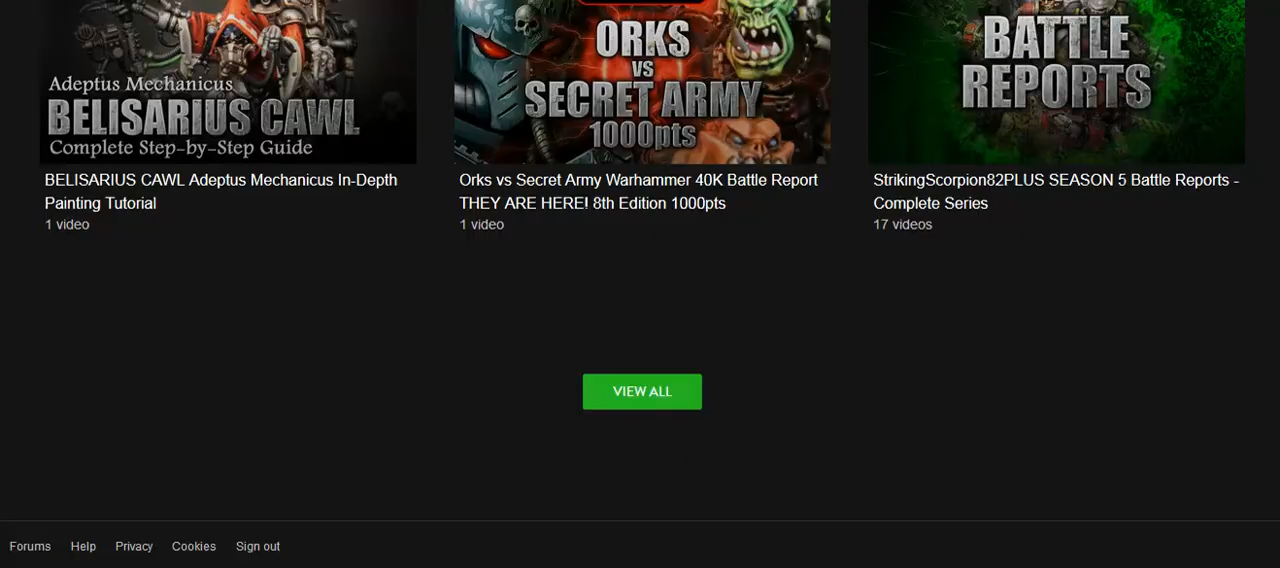 Adeptus Mechanicus
BELISARIUS CAWL
Complete Step-by-Step Guide
ORKS
VS
SECRET ARMY
1000pts
BATTLE
REPORTS
BELISARIUS CAWL Adeptus Mechanicus In-Depth
Painting Tutorial
1 video
Orks vs Secret Army Warhammer 40K Battle Report
THEY ARE HERE! 8th Edition 1000pts
1 video
StrikingScorpion82PLUS SEASON 5 Battle Reports -
Complete Series
17 videos
VIEW ALL
Forums Help Privacy Cookies Sign out